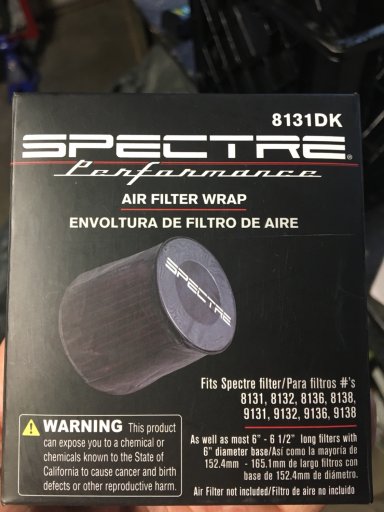 8131DK
SPECTRE®
Performance
AIR FILTER WRAP
ENVOLTURA DE FILTRO DE AIRE
SPECTRE
Fits Spectre filter/Para filtros #'s
8131, 8132, 8136, 8138,
9131, 9132, 9136, 9138
WARNING This product
can expose you to a chemical or
chemicals known to the State of
California to cause cancer and birth
defects or other reproductive harm.
As well as most 6" - 6 1/2" long filters with
6" diameter base/Así como la mayoría de
152.4mm - 165.1mm de largo filtros con
base de 152.4mm de diámetro.
Air Filter not included/Filtro de aire no incluido